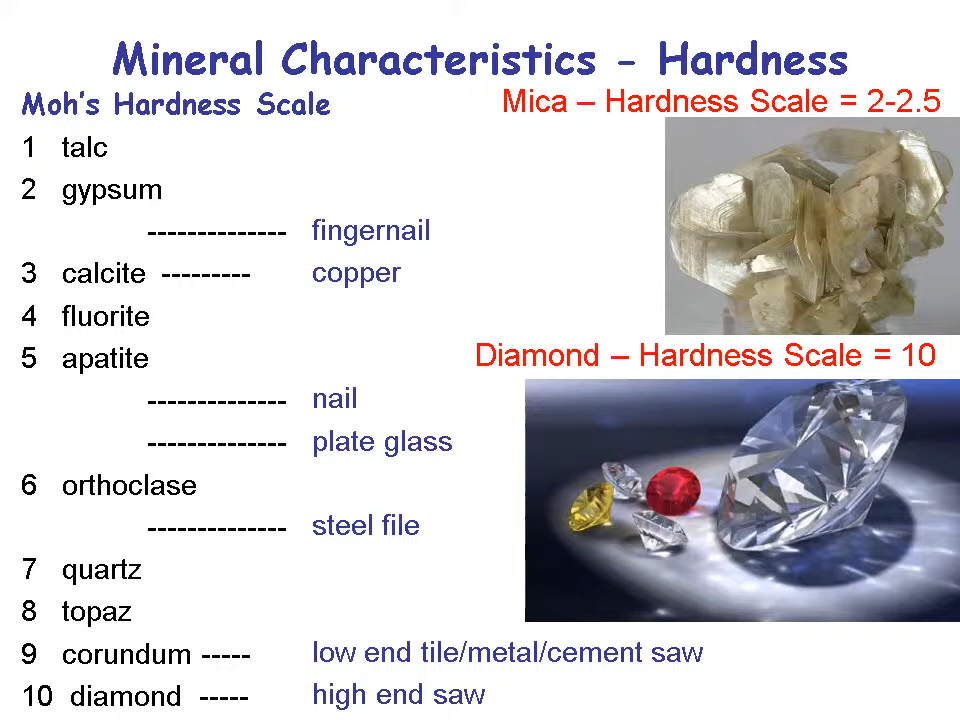 Mineral Characteristics - Hardness
Moh's Hardness Scale
1 talc
2 gypsum
-------------- fingernail
3 calcite --------- copper
4 fluorite
5 apatite
-------------- nail
-------------- plate glass
6 orthoclase
-------------- steel file
7 quartz
8 topaz
9 corundum ----- low end tile/metal/cement saw
10 diamond ----- high end saw
Mica – Hardness Scale = 2-2.5
Diamond – Hardness Scale = 10